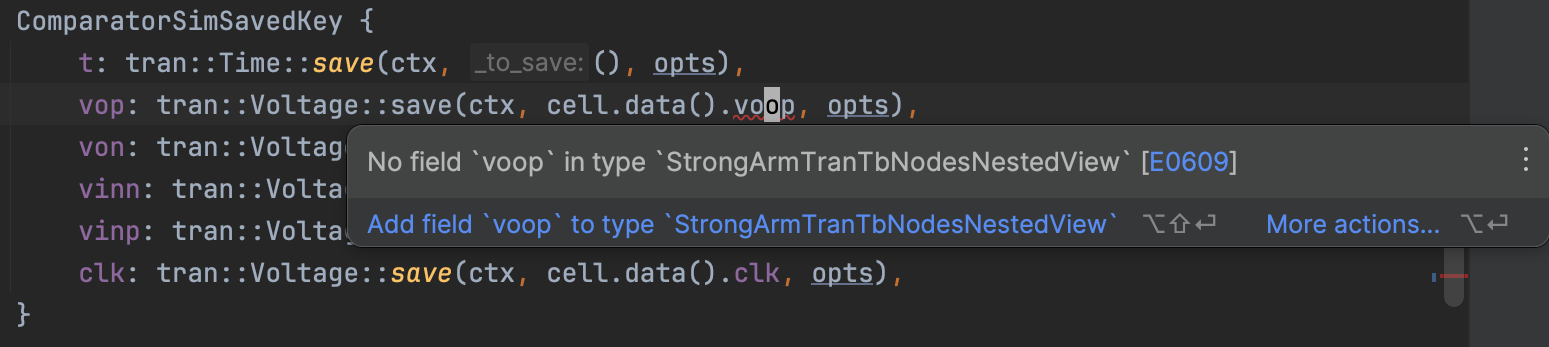 ComparatorSimSavedKey {
t: tran::Time::save(ctx, _to_save: (), opts),
vop: tran::Voltage::save(ctx, cell.data().voop, opts),
von: tran::Voltag
No field `voop` in type `StrongArmTranTbNodesNestedView` [E0609]
vinn: tran::Volta
vinp: tran::Volta
Add field `voop` to type `StrongArmTranTbNodesNestedView` ⌥⇧⏎ More actions... ⌥⏎
clk: tran::Voltage::save(ctx, cell.data().clk, opts),
}